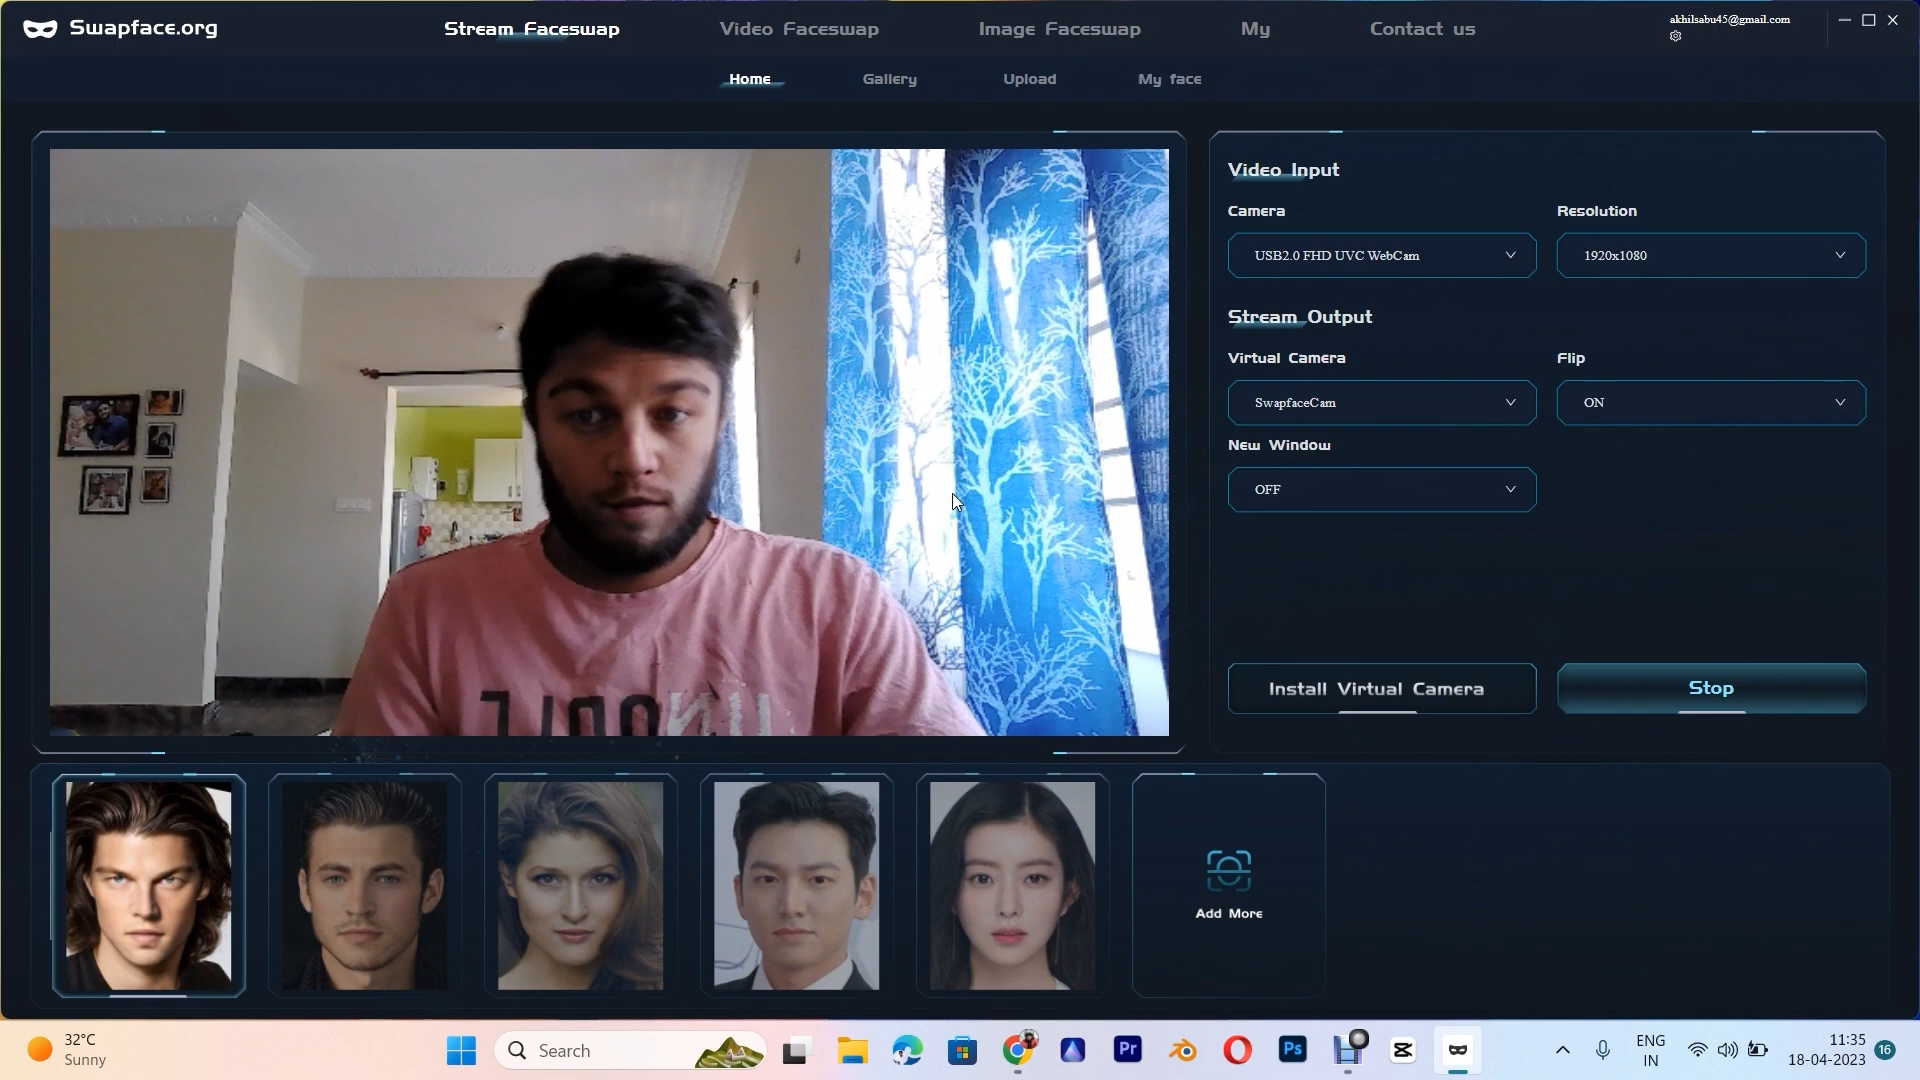 Swapface.org
Stream Faceswap
Video Faceswap
Image Faceswap
My
Contact us
akhilsabu45@gmail.com
Home
Gallery
Upload
My face
Video Input
Camera
Resolution
USB2.0 FHD UVC WebCam
1920x1080
Stream Output
Virtual Camera
Flip
SwapfaceCam
ON
New Window
OFF
Install Virtual Camera
Stop
Add More
32°C
Sunny
Search
Pr
Ps
ENG
IN
11:35
18-04-2023
16